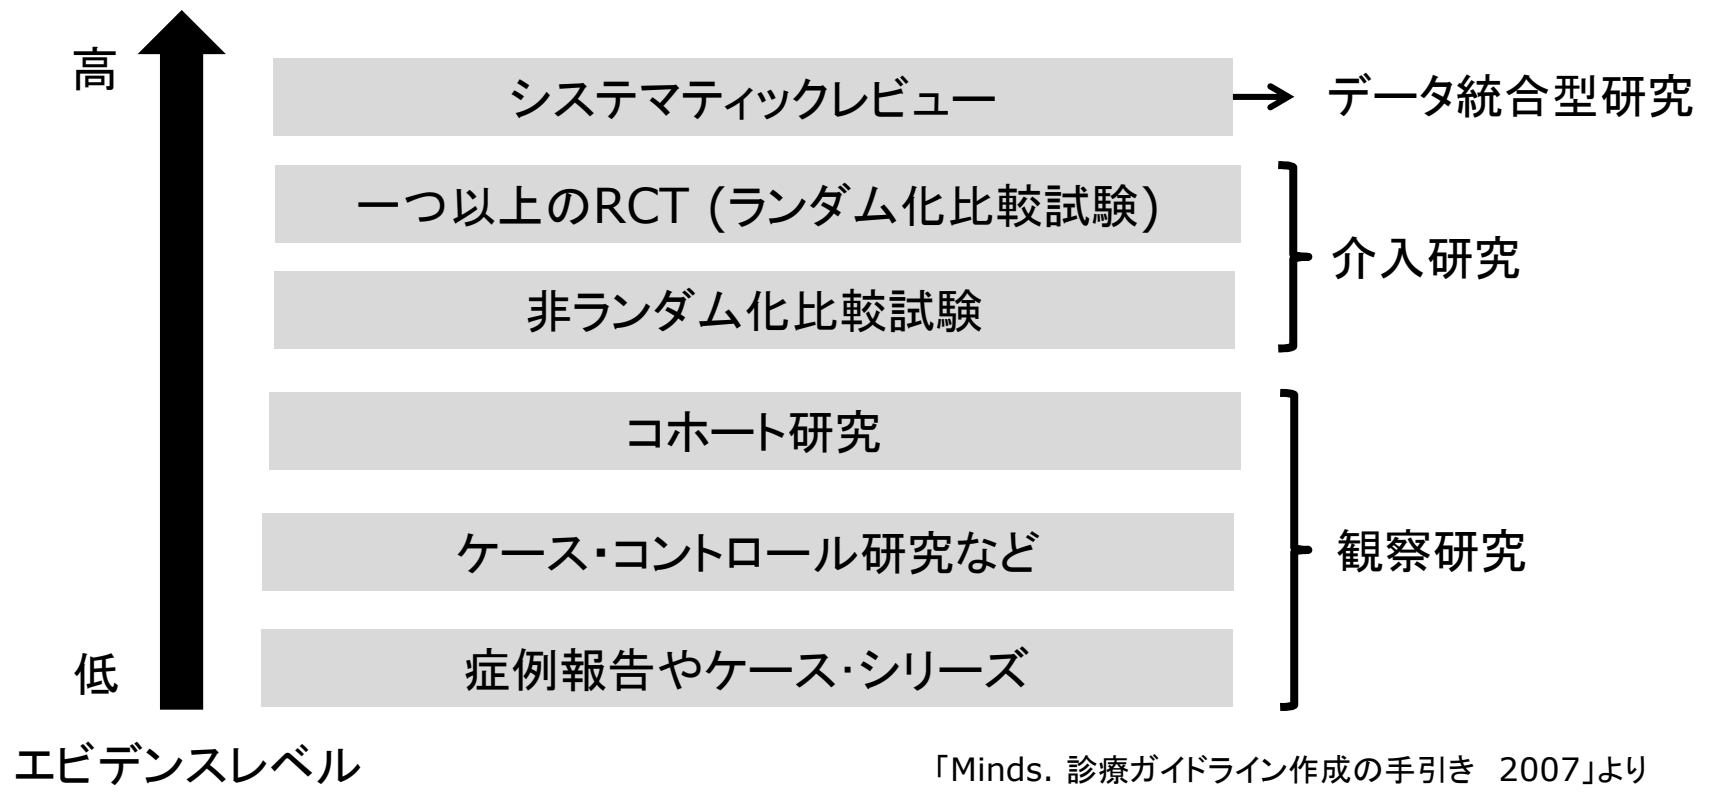 高
システマティックレビュー
データ統合型研究
一つ以上のRCT (ランダム化比較試験)
介入研究
非ランダム化比較試験
コホート研究
ケース・コントロール研究など
観察研究
症例報告やケース・シリーズ
低
エビデンスレベル
「Minds. 診療ガイドライン作成の手引き 2007」より